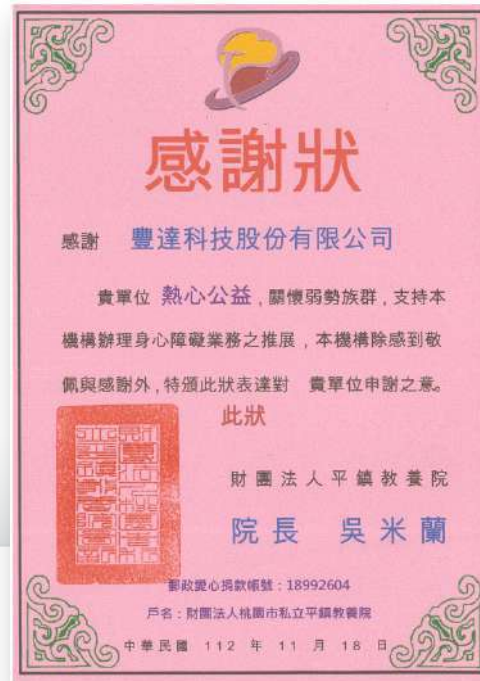 感謝狀
感謝 豐達科技股份有限公司
貴單位 熱心公益,關懷弱勢族群,支持本
機構辦理身心障礙業務之推展,本機構除感到敬
佩與感謝外,特頒此狀表達對 貴單位申謝之意。
此狀
財團法人平鎮教養院
院長 吳米蘭
郵政愛心捐款帳號:18992604
戶名:財團法人桃園市私立平鎮教養院
中華民國 112 年 11 月 18 日